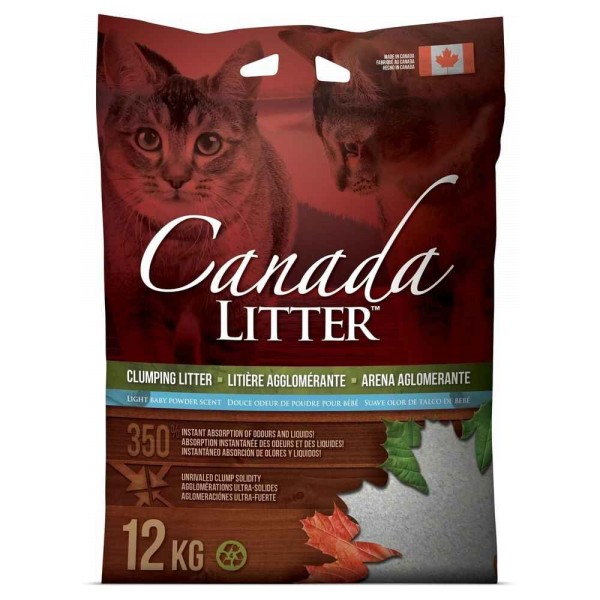 MADE IN CANADA
FABRIQUÉ AU CANADA
HECHO EN CANADA
Canada
LITTER™
CLUMPING LITTER ▪ LITIÈRE AGGLOMÉRANTE ▪ ARENA AGLOMERANTE
LIGHT BABY POWDER SCENT DOUCE ODEUR DE POUDRE POUR BÉBÉ SUAVE OLOR DE TALCO DE BEBÉ
350%
INSTANT ABSORPTION OF ODOURS AND LIQUIDS!
ABSORPTION INSTANTANÉE DES ODEURS ET DES LIQUIDES!
INSTANTÁNEO ABSORCIÓN DE OLORES Y LIQUIDOS!
UNRIVALED CLUMP SOLIDITY
AGGLOMÉRATIONS ULTRA-SOLIDES
AGLOMERACIÓNES ULTRA-FUERTE
12 KG
4